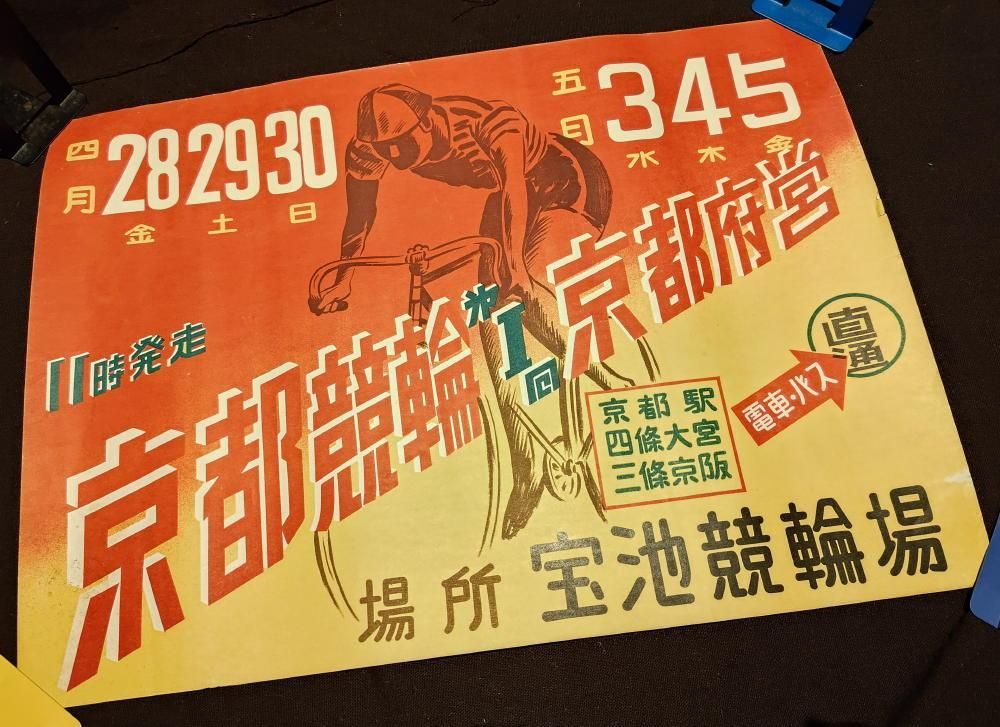 四月 28 29 30
金 土 日
五月 3 4 5
水 木 金
11時発走
京都競輪
㐧1回
京都府営
直通
電車・バス
京都駅
四條大宮
三條京阪
場所 宝池競輪場